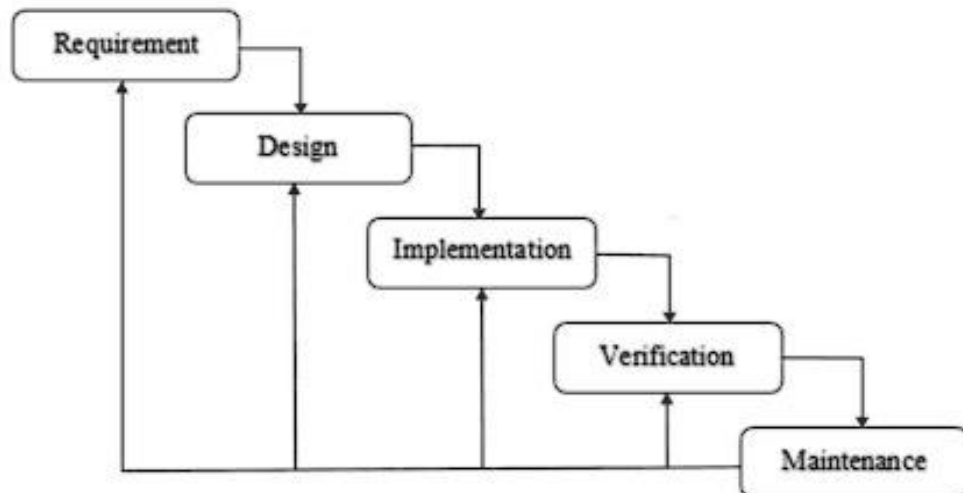 Requirement
Design
Implementation
Verification
Maintenance